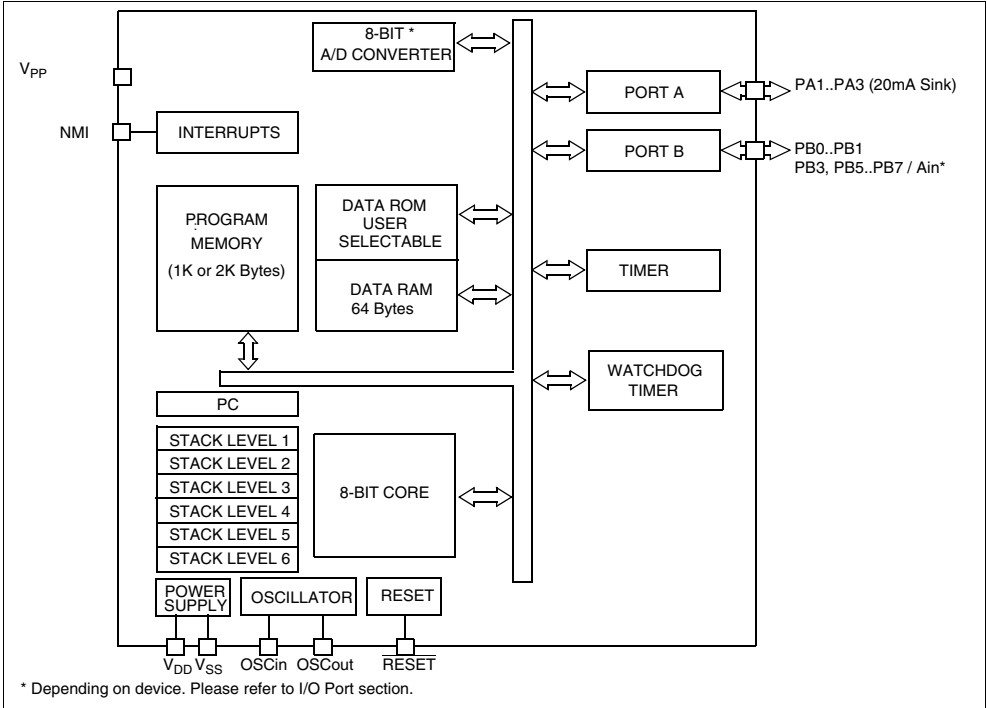 8-BIT *
A/D CONVERTER
V_PP
PORT A
PA1..PA3 (20mA Sink)
NMI
INTERRUPTS
PORT B
PB0..PB1
PB3, PB5..PB7 / Ain*
PROGRAM
MEMORY
(1K or 2K Bytes)
DATA ROM
USER
SELECTABLE
DATA RAM
64 Bytes
TIMER
WATCHDOG
TIMER
PC
STACK LEVEL 1
STACK LEVEL 2
STACK LEVEL 3
STACK LEVEL 4
STACK LEVEL 5
STACK LEVEL 6
8-BIT CORE
POWER
SUPPLY
OSCILLATOR
RESET
V_DD V_SS OSCin OSCout RESET
* Depending on device. Please refer to I/O Port section.